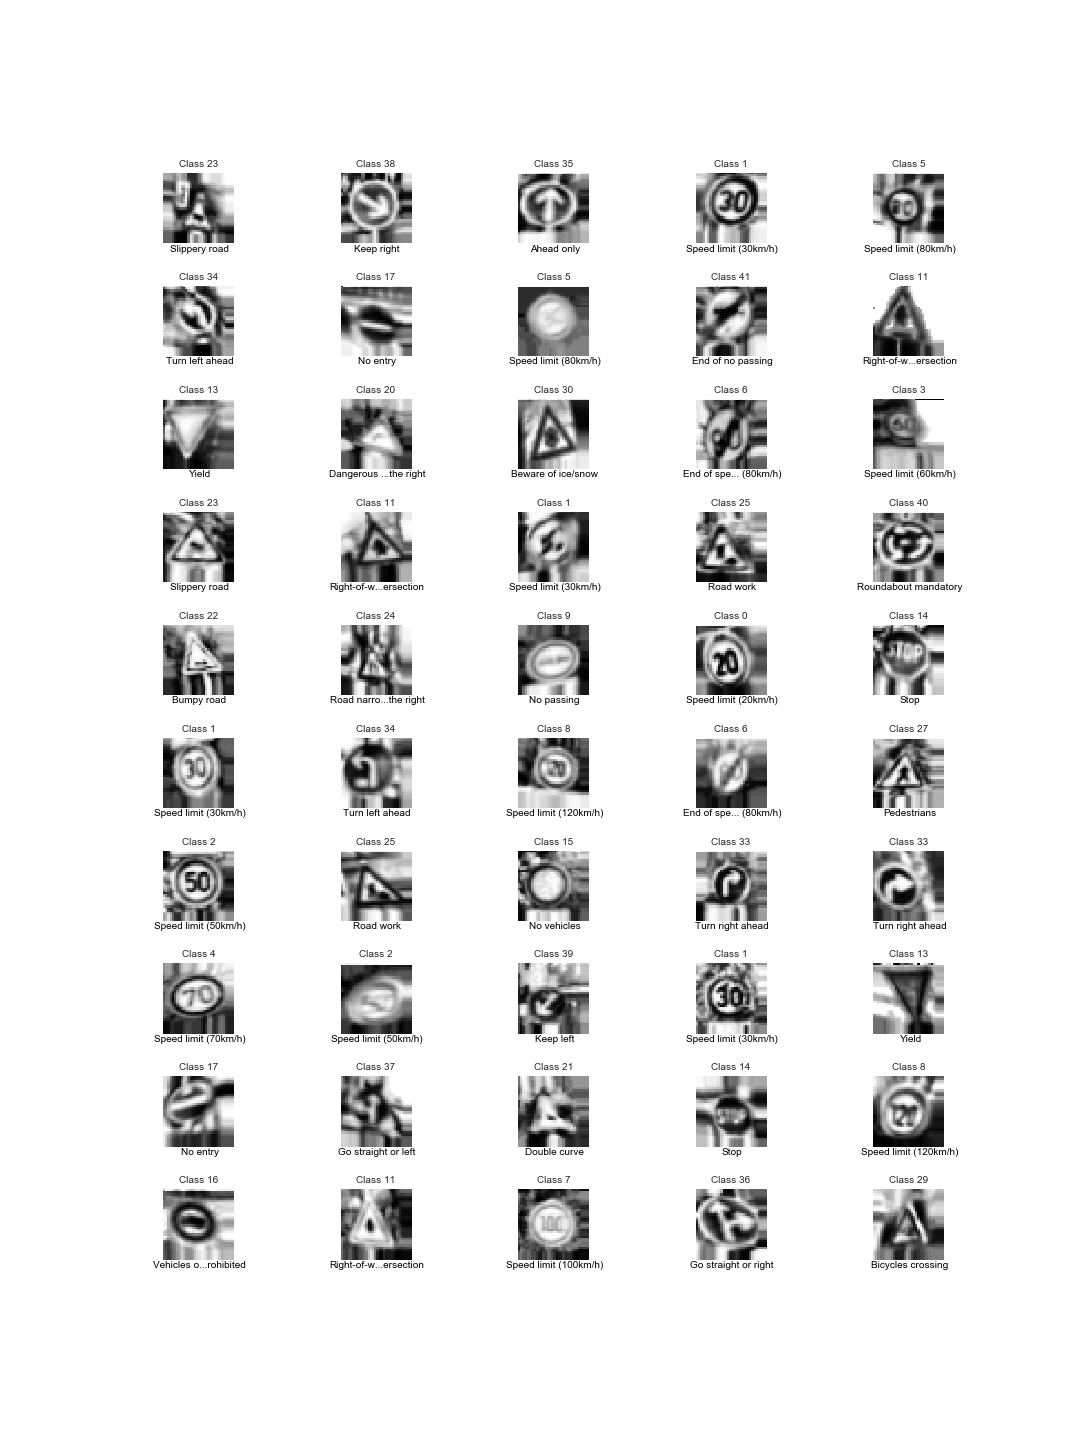 Class 23 Class 38 Class 35 Class 1 Class 5
30
Slippery road Keep right Ahead only Speed limit (30km/h) Speed limit (80km/h)
Class 34 Class 17 Class 5 Class 41 Class 11
Turn left ahead No entry Speed limit (80km/h) End of no passing Right-of-w...ersection
Class 13 Class 20 Class 30 Class 6 Class 3
Yield Dangerous ...the right Beware of ice/snow End of spe... (80km/h) Speed limit (60km/h)
Class 23 Class 11 Class 1 Class 25 Class 40
Slippery road Right-of-w...ersection Speed limit (30km/h) Road work Roundabout mandatory
Class 22 Class 24 Class 9 Class 0 Class 14
20 STOP
Bumpy road Road narro...the right No passing Speed limit (20km/h) Stop
Class 1 Class 34 Class 8 Class 6 Class 27
30 120
Speed limit (30km/h) Turn left ahead Speed limit (120km/h) End of spe... (80km/h) Pedestrians
Class 2 Class 25 Class 15 Class 33 Class 33
50
Speed limit (50km/h) Road work No vehicles Turn right ahead Turn right ahead
Class 4 Class 2 Class 39 Class 1 Class 13
70 30
Speed limit (70km/h) Speed limit (50km/h) Keep left Speed limit (30km/h) Yield
Class 17 Class 37 Class 21 Class 14 Class 8
No entry Go straight or left Double curve Stop Speed limit (120km/h)
Class 16 Class 11 Class 7 Class 36 Class 29
100
Vehicles o...rohibited Right-of-w...ersection Speed limit (100km/h) Go straight or right Bicycles crossing